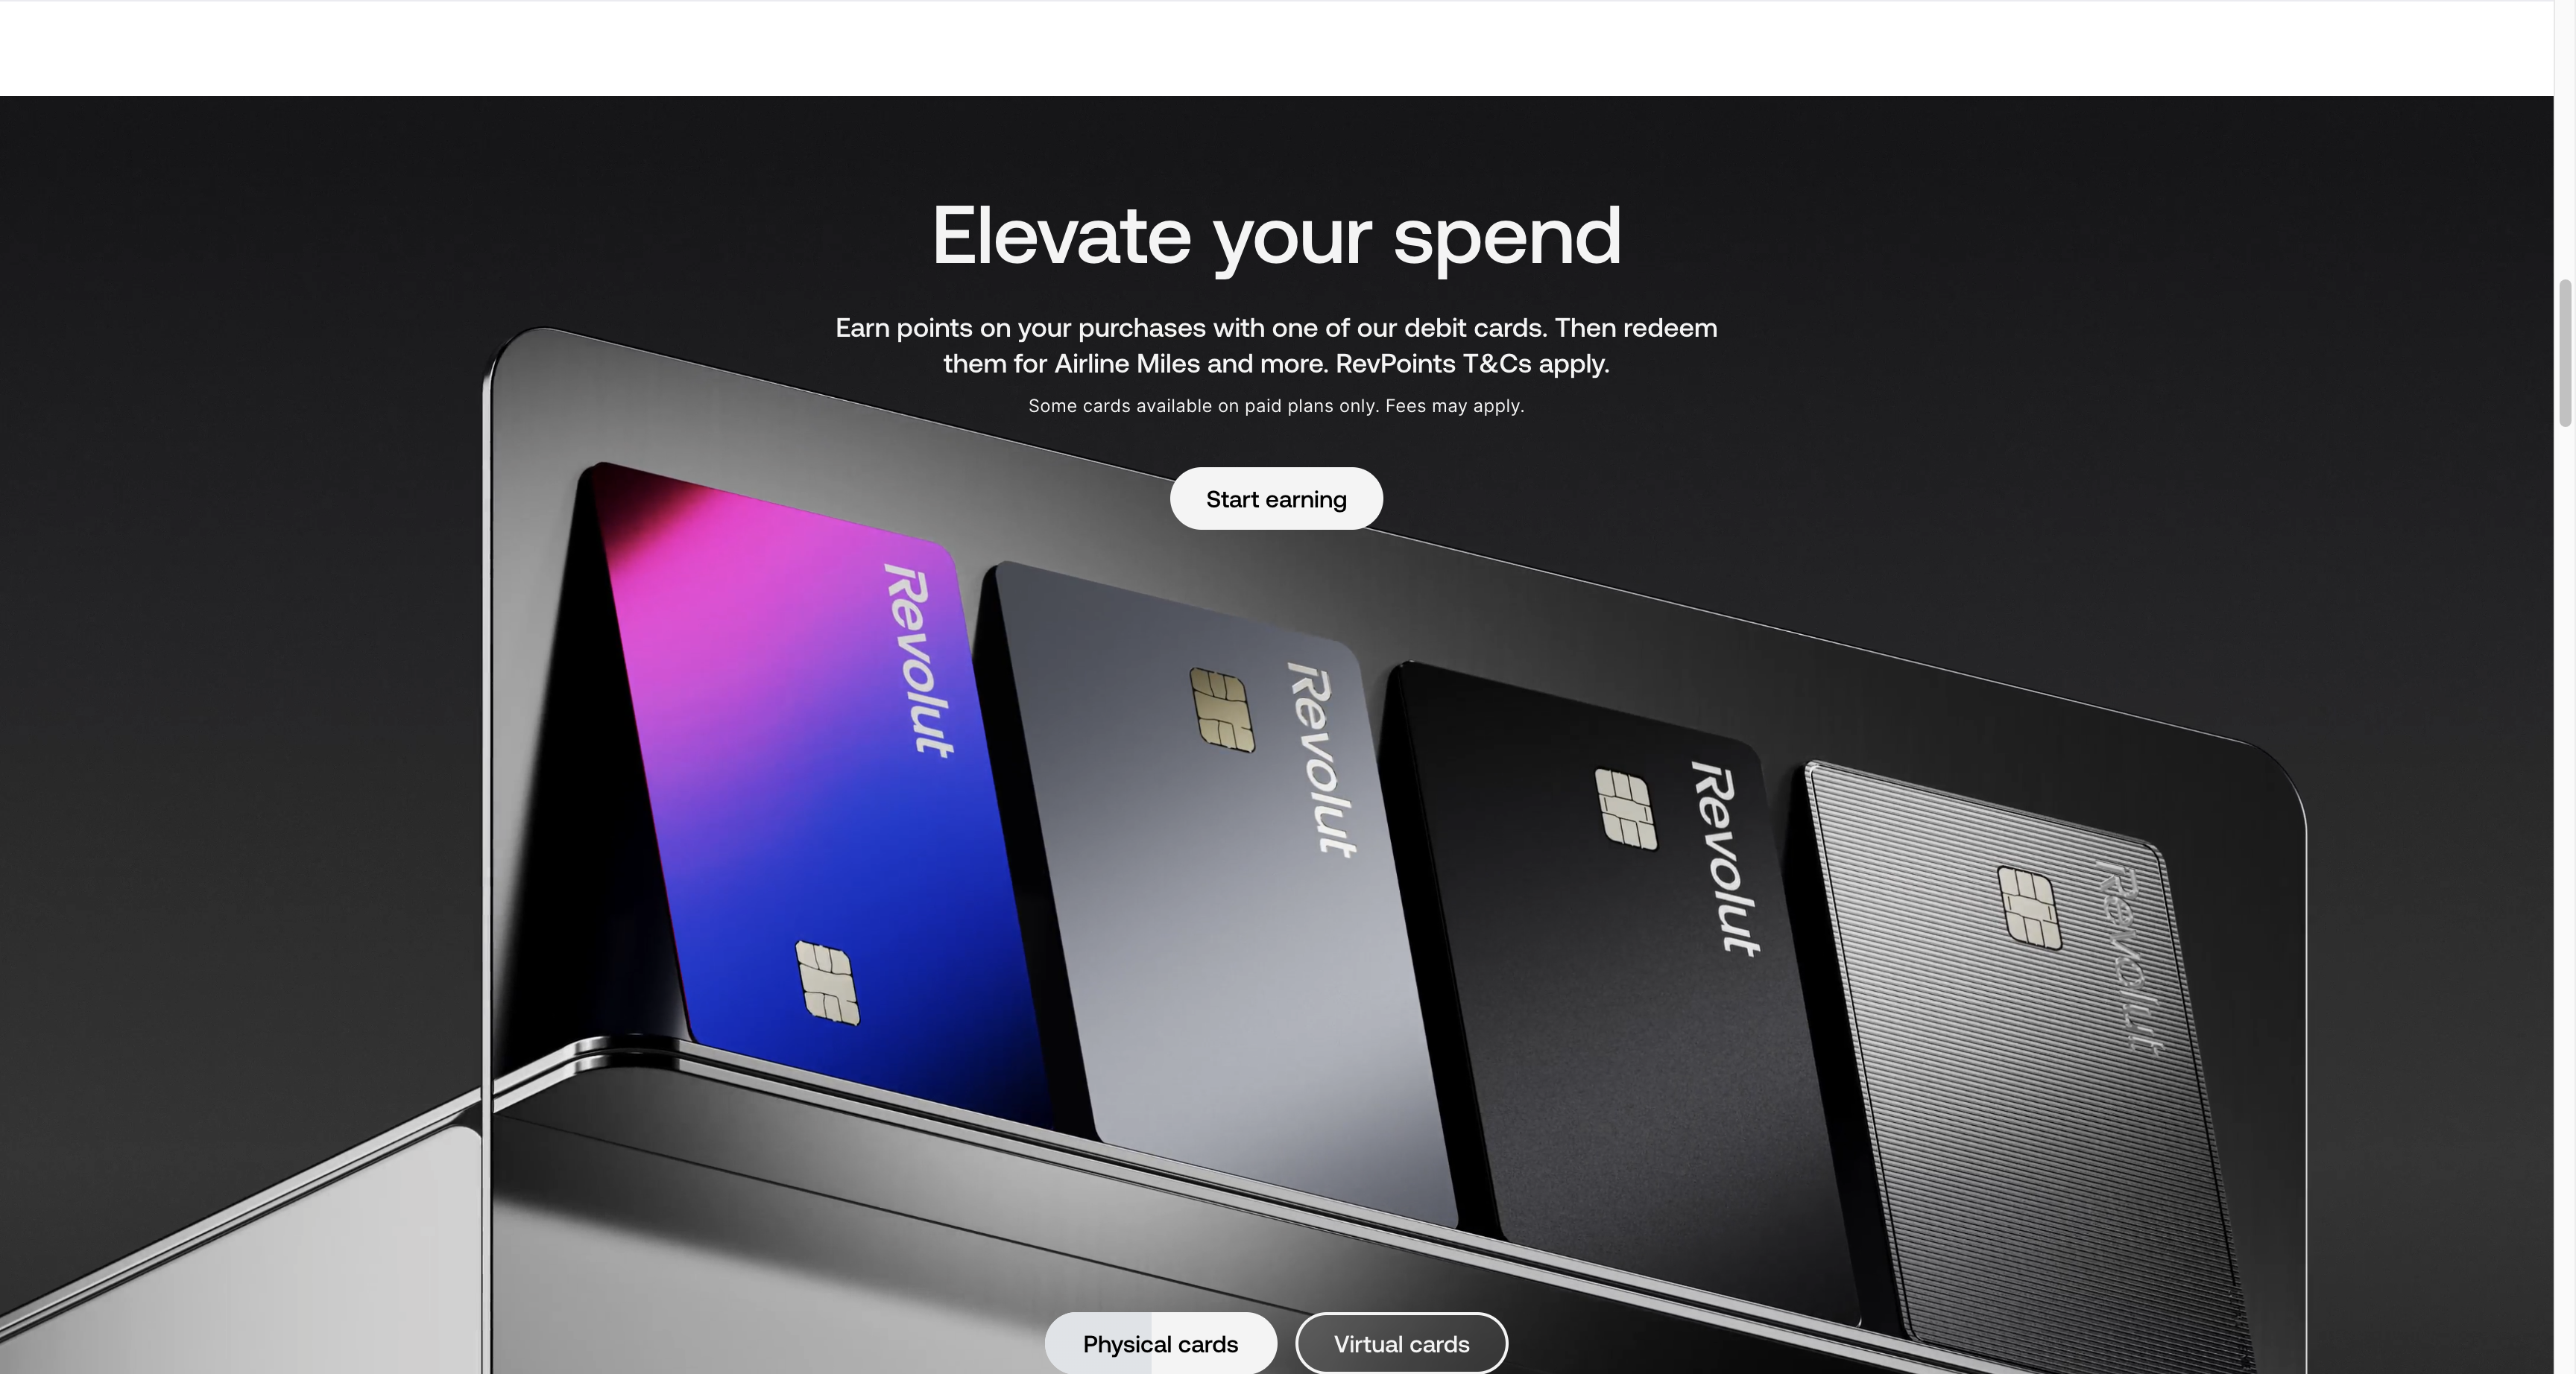 Elevate your spend
Earn points on your purchases with one of our debit cards. Then redeem
them for Airline Miles and more. RevPoints T&Cs apply.
Some cards available on paid plans only. Fees may apply.
Start earning
Revolut
Revolut
Revolut
Revolut
Physical cards
Virtual cards